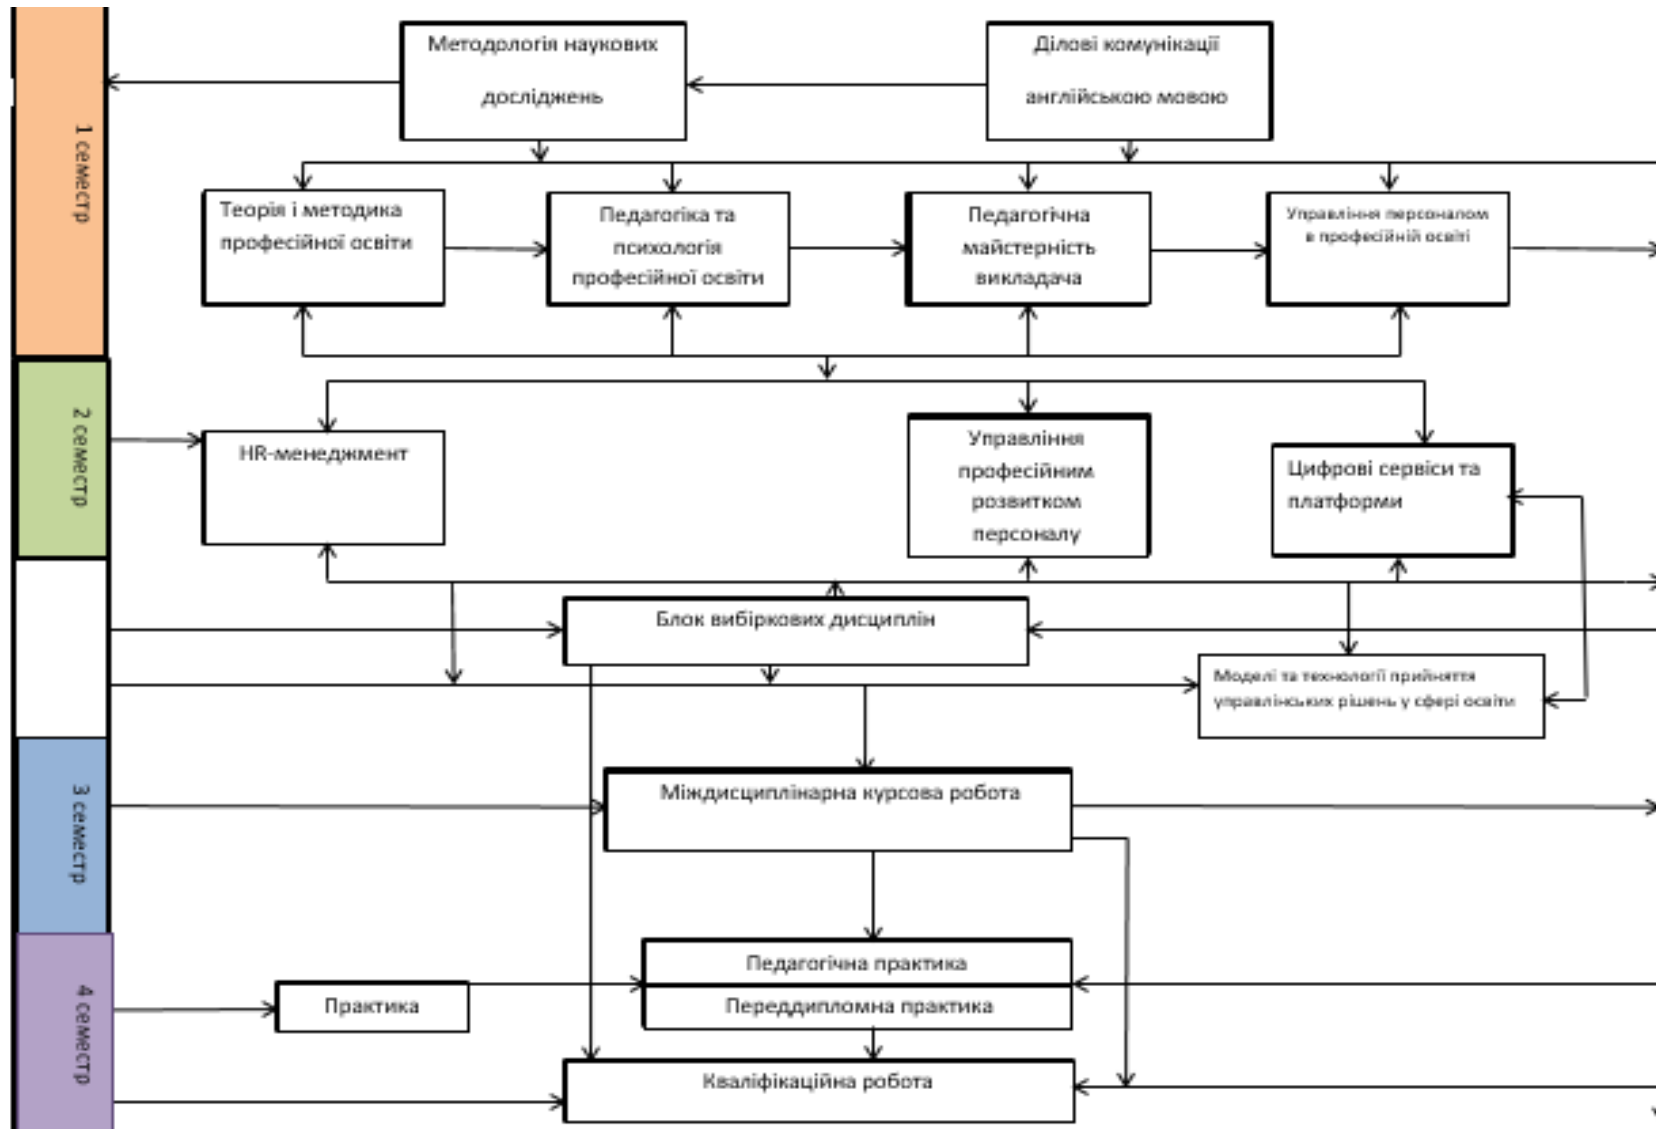 1 семестр
Методологія наукових
досліджень
Ділові комунікації
англійською мовою
Теорія і методика
професійної освіти
Педагогіка та
психологія
професійної освіти
Педагогічна
майстерність
викладача
Управління персоналом
в професійній освіті
2 семестр
HR-менеджмент
Управління
професійним
розвитком
персоналу
Цифрові сервіси та
платформи
Блок вибіркових дисциплін
Моделі та технології прийняття
управлінських рішень у сфері освіти
3 семестр
Міждисциплінарна курсова робота
4 семестр
Практика
Педагогічна практика
Переддипломна практика
Кваліфікаційна робота